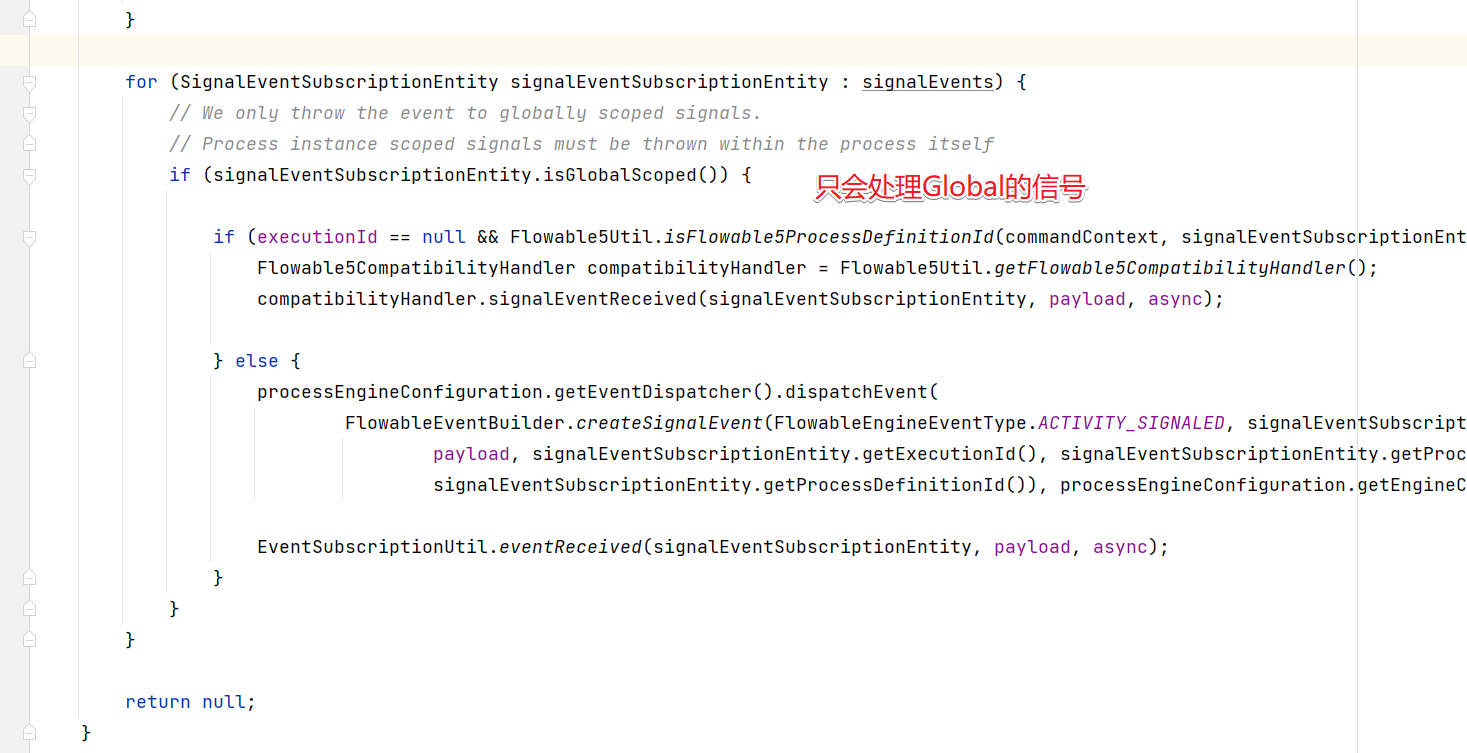 }
for (SignalEventSubscriptionEntity signalEventSubscriptionEntity : signalEvents) {
// We only throw the event to globally scoped signals.
// Process instance scoped signals must be thrown within the process itself
if (signalEventSubscriptionEntity.isGlobalScoped()) {
只会处理Global的信号
if (executionId == null && Flowable5Util.isFlowable5ProcessDefinitionId(commandContext, signalEventSubscriptionEnt
Flowable5CompatibilityHandler compatibilityHandler = Flowable5Util.getFlowable5CompatibilityHandler();
compatibilityHandler.signalEventReceived(signalEventSubscriptionEntity, payload, async);
} else {
processEngineConfiguration.getEventDispatcher().dispatchEvent(
FlowableEventBuilder.createSignalEvent(FlowableEngineEventType.ACTIVITY_SIGNALED, signalEventSubscript
payload, signalEventSubscriptionEntity.getExecutionId(), signalEventSubscriptionEntity.getProc
signalEventSubscriptionEntity.getProcessDefinitionId()), processEngineConfiguration.getEngineC
EventSubscriptionUtil.eventReceived(signalEventSubscriptionEntity, payload, async);
}
}
}
return null;
}